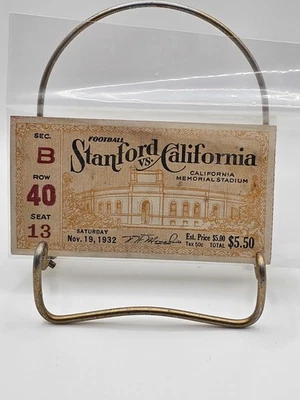 SEC.
B
ROW
40
SEAT
13
FOOTBALL
Stanford
vs. California
CALIFORNIA
MEMORIAL STADIUM
SATURDAY
Nov. 19, 1932
Est. Price $5.00
Tax 50c TOTAL $5.50